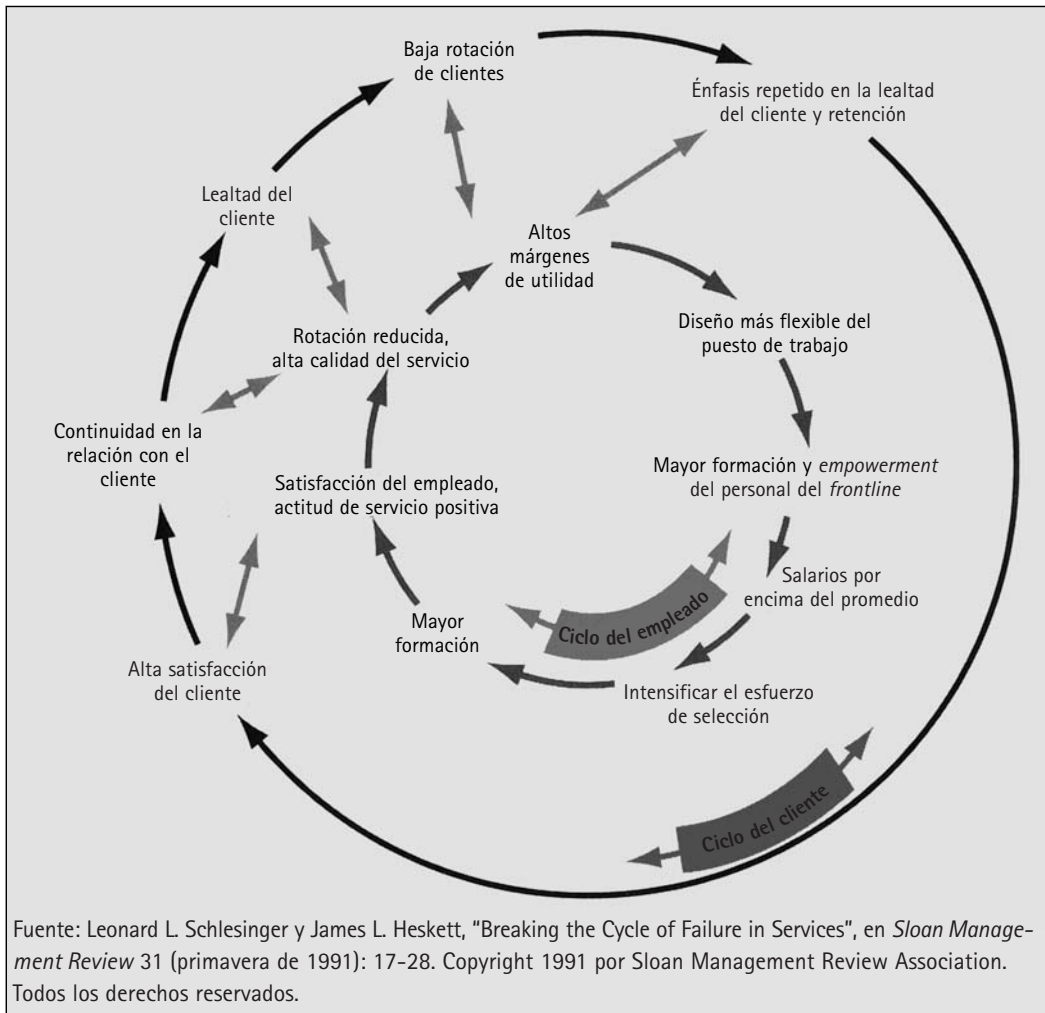 Baja rotación
de clientes
Énfasis repetido en la lealtad
del cliente y retención
Lealtad del
cliente
Altos
márgenes
de utilidad
Rotación reducida,
alta calidad del servicio
Diseño más flexible del
puesto de trabajo
Continuidad en la
relación con el
cliente
Satisfacción del empleado,
actitud de servicio positiva
Mayor formación y empowerment
del personal del frontline
Salarios por
encima del promedio
Ciclo del empleado
Mayor
formación
Alta satisfacción
del cliente
Intensificar el esfuerzo
de selección
Ciclo del cliente
Fuente: Leonard L. Schlesinger y James L. Heskett, “Breaking the Cycle of Failure in Services”, en Sloan Manage-
ment Review 31 (primavera de 1991): 17-28. Copyright 1991 por Sloan Management Review Association.
Todos los derechos reservados.